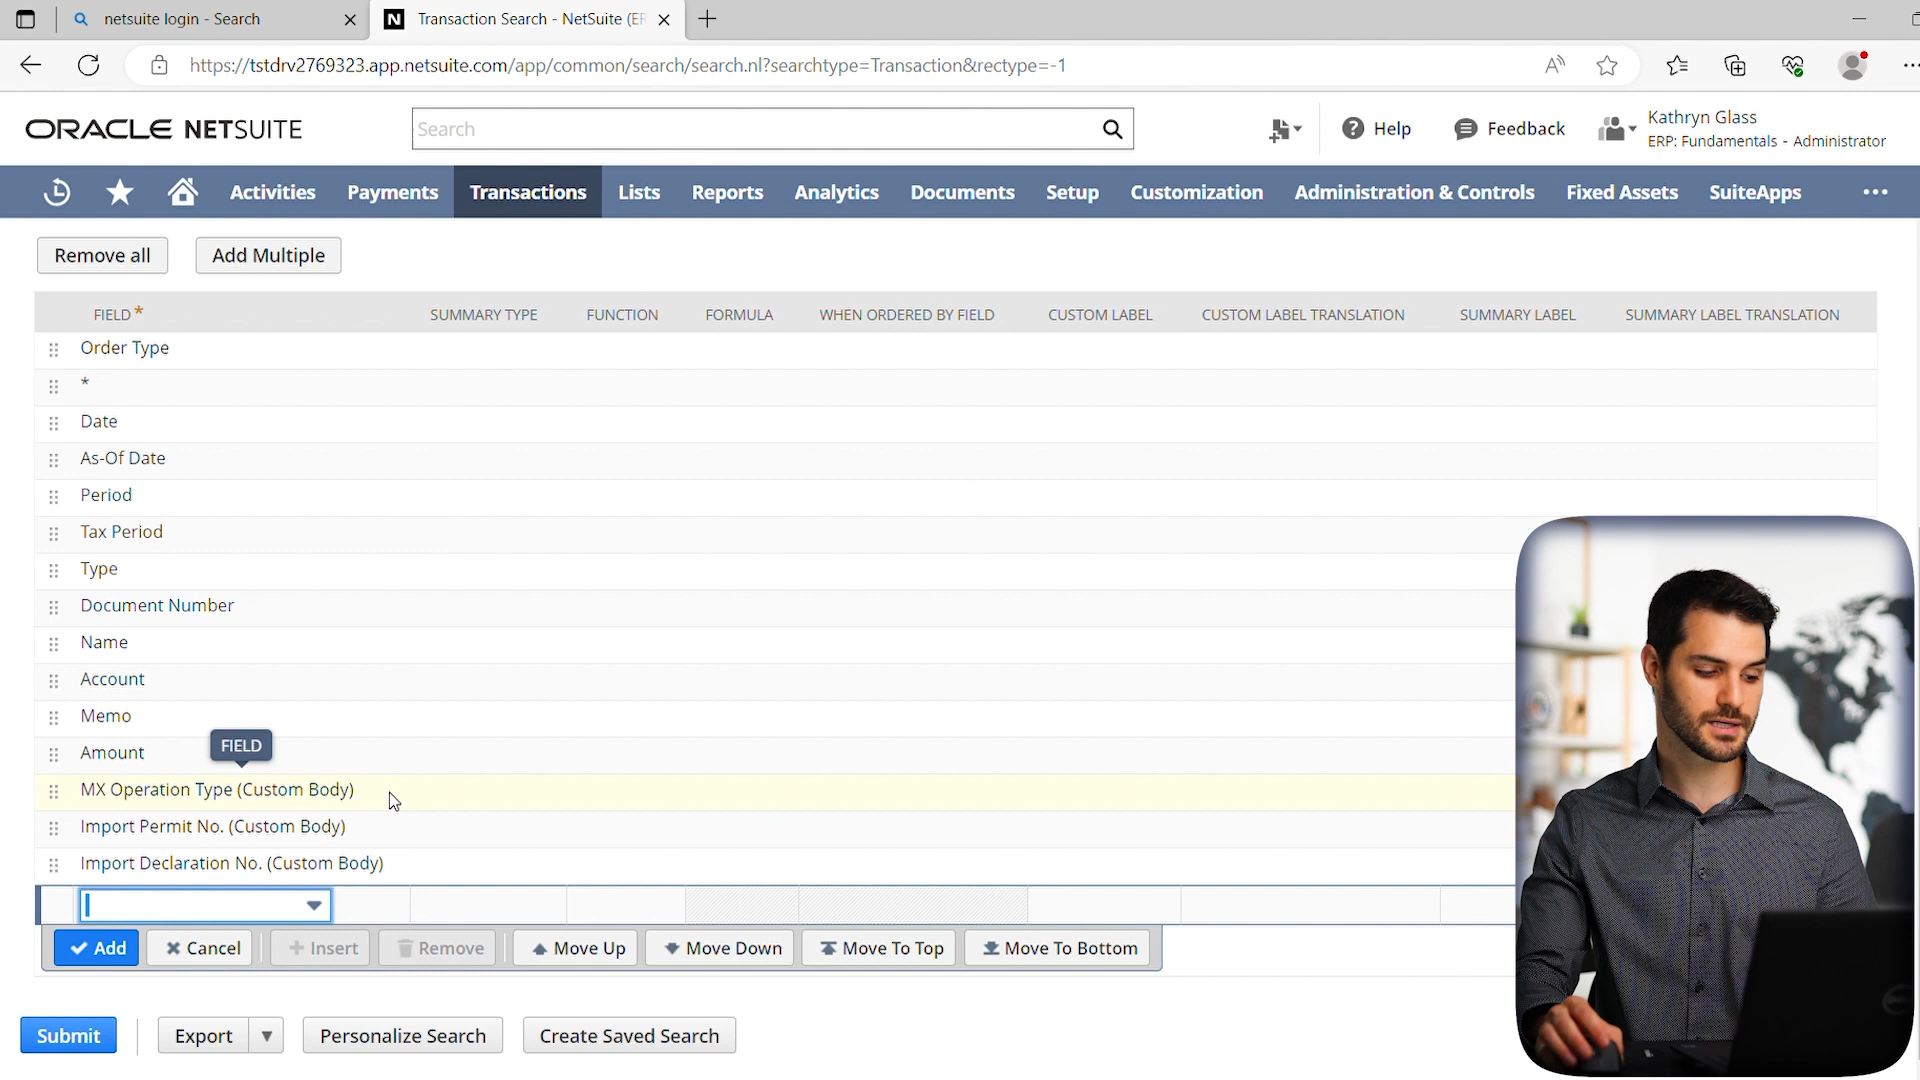 netsuite login - Search
N Transaction Search - NetSuite (ER
https://tstdrv2769323.app.netsuite.com/app/common/search/search.nl?searchtype=Transaction&rectype=-1
ORACLE NETSUITE
Search
Help
Feedback
Kathryn Glass
ERP: Fundamentals - Administrator
Activities
Payments
Transactions
Lists
Reports
Analytics
Documents
Setup
Customization
Administration & Controls
Fixed Assets
SuiteApps
Remove all
Add Multiple
FIELD *
SUMMARY TYPE
FUNCTION
FORMULA
WHEN ORDERED BY FIELD
CUSTOM LABEL
CUSTOM LABEL TRANSLATION
SUMMARY LABEL
SUMMARY LABEL TRANSLATION
Order Type
*
Date
As-Of Date
Period
Tax Period
Type
Document Number
Name
Account
Memo
Amount
FIELD
MX Operation Type (Custom Body)
Import Permit No. (Custom Body)
Import Declaration No. (Custom Body)
Add
Cancel
Insert
Remove
Move Up
Move Down
Move To Top
Move To Bottom
Submit
Export
Personalize Search
Create Saved Search